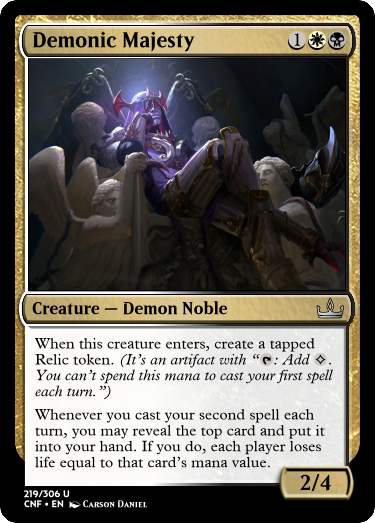 Demonic Majesty 1
Creature — Demon Noble
When this creature enters, create a tapped
Relic token. (It's an artifact with “: Add .
You can't spend this mana to cast your first spell
each turn.”)
Whenever you cast your second spell each
turn, you may reveal the top card and put it
into your hand. If you do, each player loses
life equal to that card's mana value.
2/4
219/306 U
CNF • EN Carson Daniel